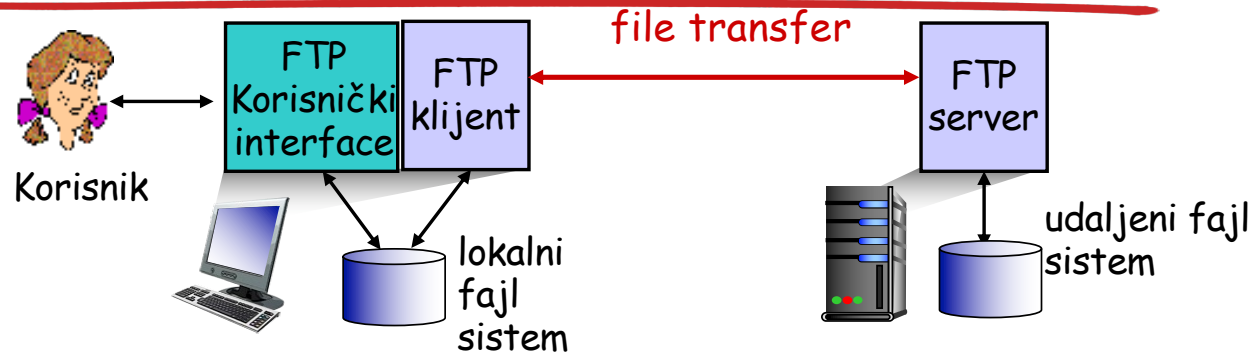 file transfer
FTP
Korisnički
interface
FTP
klijent
FTP
server
Korisnik
lokalni
fajl
sistem
udaljeni fajl
sistem